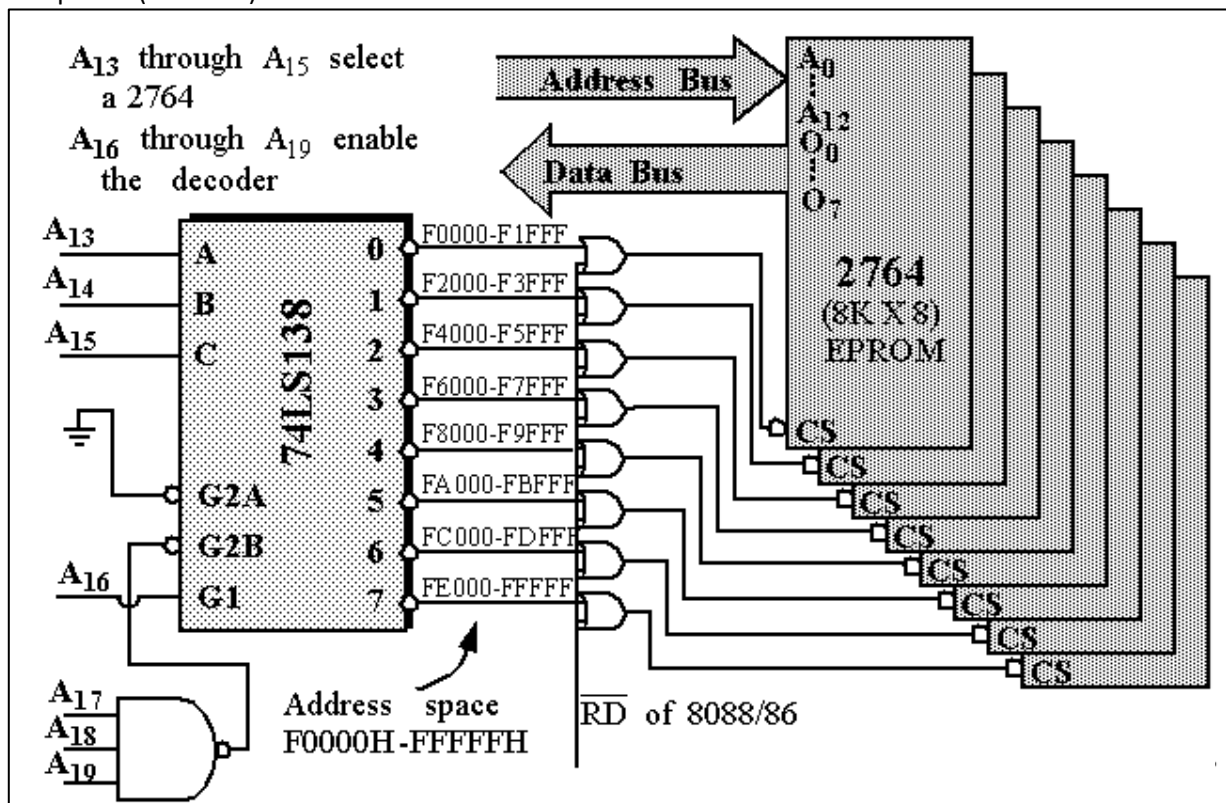 A13 through A15 select
a 2764
A16 through A19 enable
the decoder
Address Bus
Data Bus
A0
A12
O0
O7
2764
(8K X 8)
EPROM
A13
A14
A15
A
B
C
74LS138
G2A
G2B
A16
G1
0
1
2
3
4
5
6
7
F0000-F1FFF
F2000-F3FFF
F4000-F5FFF
F6000-F7FFF
F8000-F9FFF
FA000-FBFFF
FC000-FDFFF
FE000-FFFFF
CS
CS
CS
CS
CS
CS
CS
CS
A17
A18
A19
Address space
F0000H-FFFFFH
RD of 8088/86